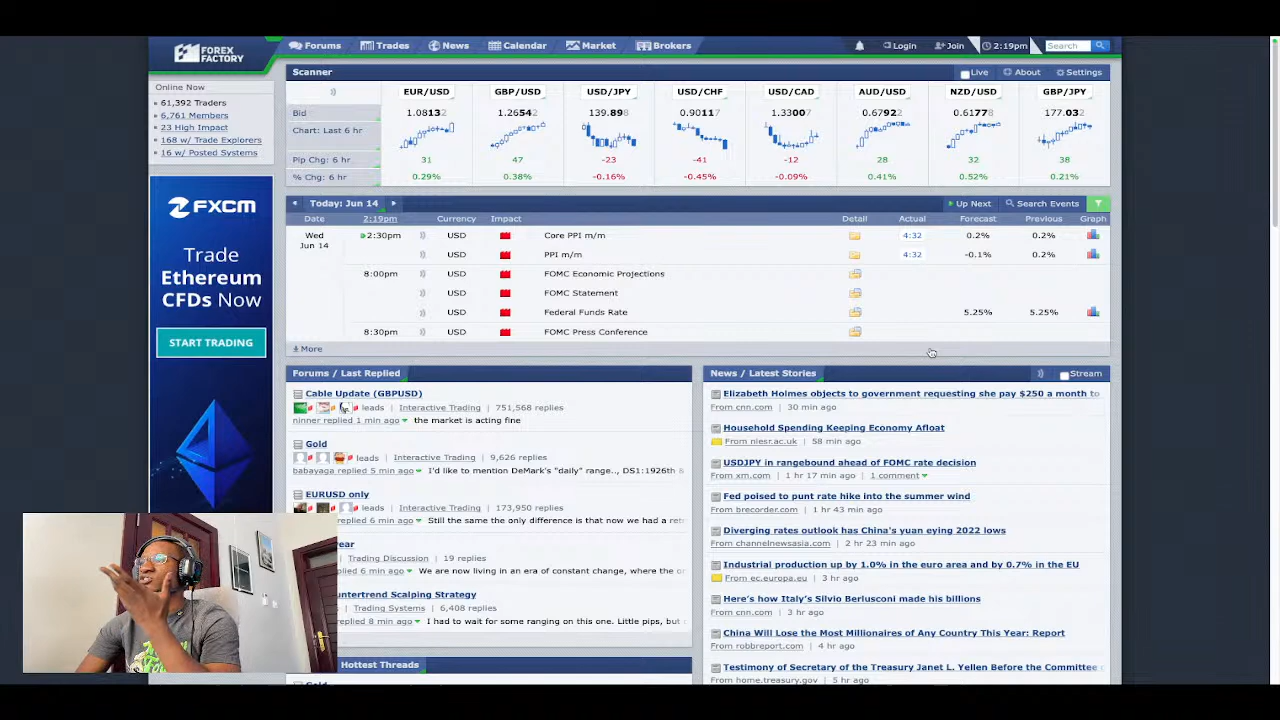 FOREX
FACTORY
Forums Trades News Calendar Market Brokers Login Join 2:19pm Search
Online Now
61,392 Traders
6,761 Members
23 High Impact
168 w/ Trade Explorers
16 w/ Posted Systems
FXCM
Trade
Ethereum
CFDs Now
START TRADING
Scanner Live About Settings
EUR/USD GBP/USD USD/JPY USD/CHF USD/CAD AUD/USD NZD/USD GBP/JPY
Bid 1.08132 1.26542 139.898 0.90117 1.33007 0.67922 0.61778 177.032
Chart: Last 6 hr
Pip Chg: 6 hr 31 47 -23 -41 -12 28 32 38
% Chg: 6 hr 0.29% 0.38% -0.16% -0.45% -0.09% 0.41% 0.52% 0.21%
Today: Jun 14 Up Next Search Events
Date 2:19pm Currency Impact Detail Actual Forecast Previous Graph
Wed
Jun 14
2:30pm USD Core PPI m/m 4:32 0.2% 0.2%
USD PPI m/m 4:32 -0.1% 0.2%
8:00pm USD FOMC Economic Projections
USD FOMC Statement
USD Federal Funds Rate 5.25% 5.25%
8:30pm USD FOMC Press Conference
More
Forums / Last Replied
Cable Update (GBPUSD)
leads | Interactive Trading | 751,568 replies
ninner replied 1 min ago the market is acting fine
Gold
leads | Interactive Trading | 9,626 replies
babayaga replied 5 min ago I'd like to mention DeMark's "daily" range.., DS1:1926th &
EURUSD only
leads | Interactive Trading | 173,950 replies
replied 6 min ago Still the same the only difference is that now we had a retr
year
Trading Discussion | 19 replies
plied 6 min ago We are now living in an era of constant change, where the or
untertrend Scalping Strategy
Trading Systems | 6,408 replies
plied 8 min ago I had to wait for some ranging on this one. Little pips, but
Hottest Threads
Gold
News / Latest Stories Stream
Elizabeth Holmes objects to government requesting she pay $250 a month to
From cnn.com | 30 min ago
Household Spending Keeping Economy Afloat
From niesr.ac.uk | 58 min ago
USDJPY in rangebound ahead of FOMC rate decision
From xm.com | 1 hr 17 min ago | 1 comment
Fed poised to punt rate hike into the summer wind
From brecorder.com | 1 hr 43 min ago
Diverging rates outlook has China's yuan eying 2022 lows
From channelnewsasia.com | 2 hr 23 min ago
Industrial production up by 1.0% in the euro area and by 0.7% in the EU
From ec.europa.eu | 3 hr ago
Here's how Italy's Silvio Berlusconi made his billions
From cnn.com | 3 hr ago
China Will Lose the Most Millionaires of Any Country This Year: Report
From robbreport.com | 4 hr ago
Testimony of Secretary of the Treasury Janet L. Yellen Before the Committee
From home.treasury.gov | 5 hr ago